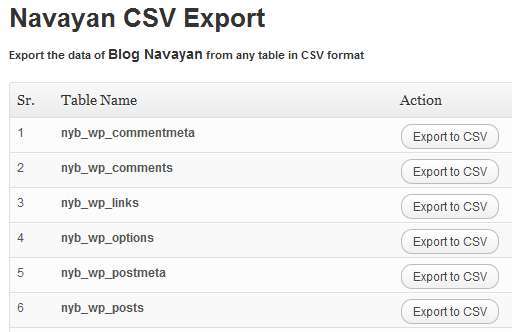 Navayan CSV Export
Export the data of Blog Navayan from any table in CSV format
Sr. Table Name Action
1 nyb_wp_commentmeta Export to CSV
2 nyb_wp_comments Export to CSV
3 nyb_wp_links Export to CSV
4 nyb_wp_options Export to CSV
5 nyb_wp_postmeta Export to CSV
6 nyb_wp_posts Export to CSV